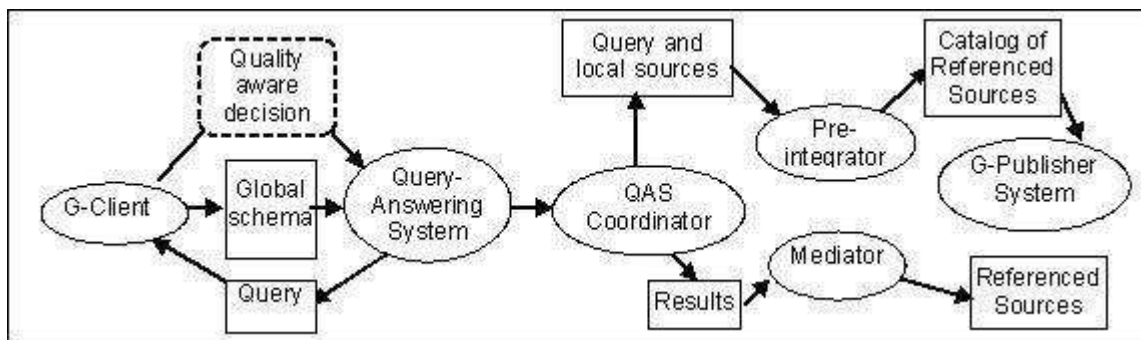 Quality
aware
decision
G-Client
Global
schema
Query
Query-
Answering
System
QAS
Coordinator
Query and
local sources
Results
Pre-
integrator
Mediator
Catalog of
Referenced
Sources
G-Publisher
System
Referenced
Sources